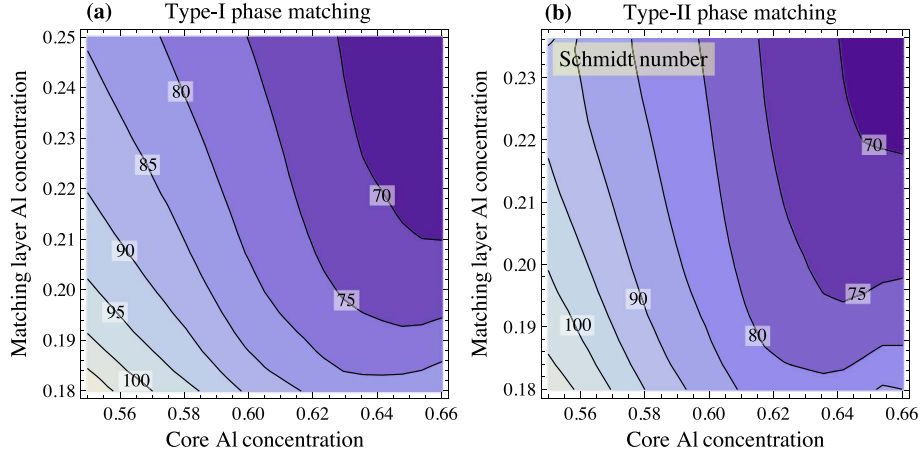 (a) Type-I phase matching
Matching layer Al concentration
0.25
0.24
0.23
0.22
0.21
0.20
0.19
0.18
80
85
70
90
75
95
100
0.56 0.58 0.60 0.62 0.64 0.66
Core Al concentration
(b) Type-II phase matching
Schmidt number
Matching layer Al concentration
0.23
0.22
0.21
0.20
0.19
0.18
70
75
90
100
80
0.56 0.58 0.60 0.62 0.64 0.66
Core Al concentration